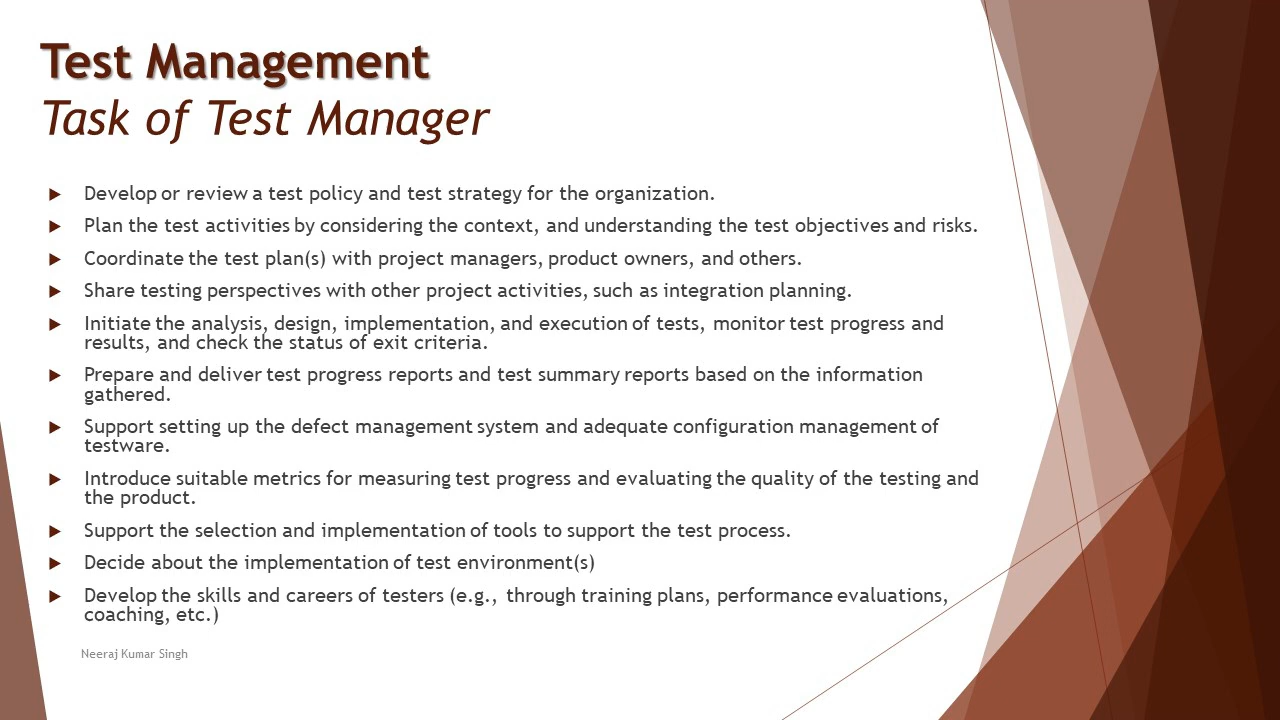 Test Management
Task of Test Manager
Develop or review a test policy and test strategy for the organization.
Plan the test activities by considering the context, and understanding the test objectives and risks.
Coordinate the test plan(s) with project managers, product owners, and others.
Share testing perspectives with other project activities, such as integration planning.
Initiate the analysis, design, implementation, and execution of tests, monitor test progress and
results, and check the status of exit criteria.
Prepare and deliver test progress reports and test summary reports based on the information
gathered.
Support setting up the defect management system and adequate configuration management of
testware.
Introduce suitable metrics for measuring test progress and evaluating the quality of the testing and
the product.
Support the selection and implementation of tools to support the test process.
Decide about the implementation of test environment(s)
Develop the skills and careers of testers (e.g., through training plans, performance evaluations,
coaching, etc.)
Neeraj Kumar Singh